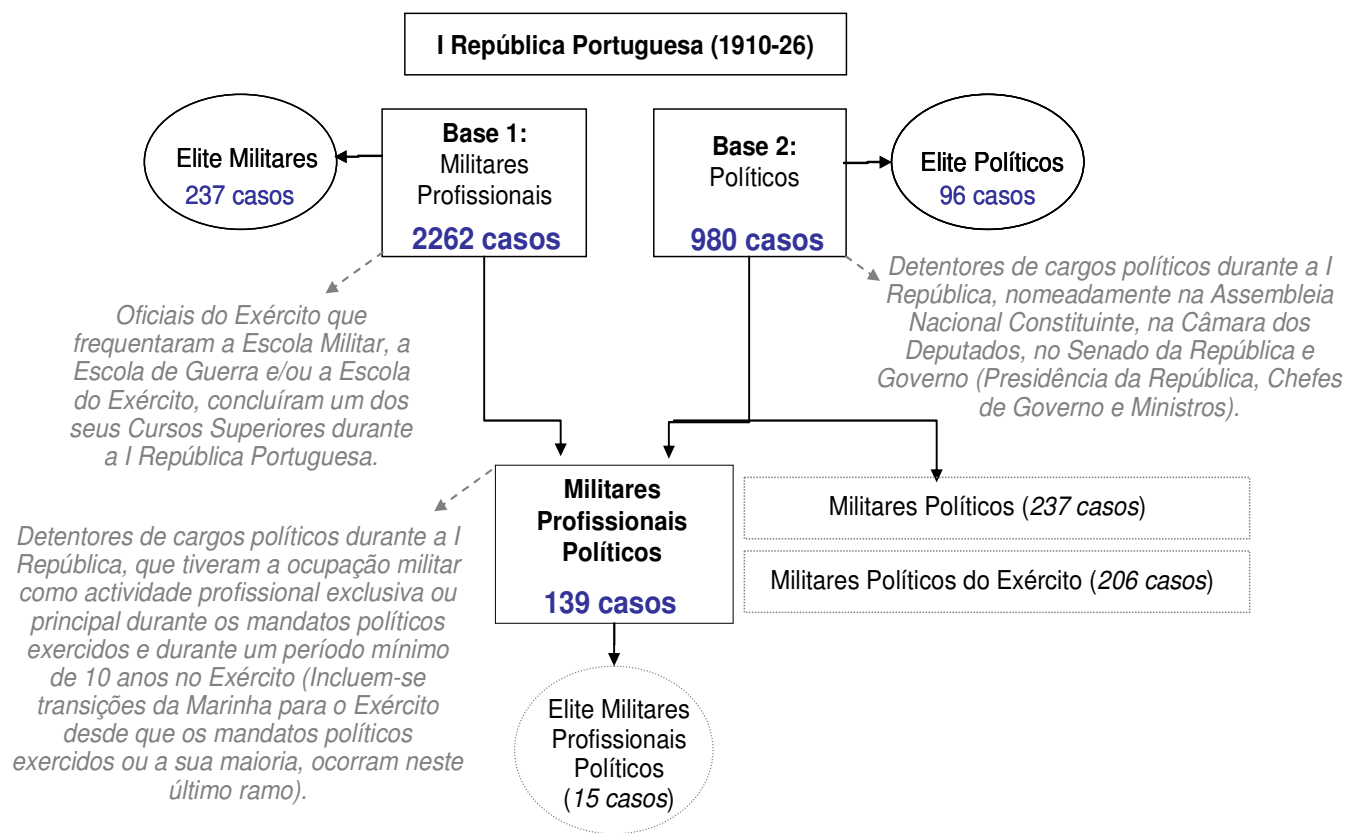 I República Portuguesa (1910-26)
Elite Militares
237 casos
Base 1:
Militares
Profissionais
2262 casos
Base 2:
Políticos
980 casos
Elite Políticos
96 casos
Oficiais do Exército que
frequentaram a Escola Militar, a
Escola de Guerra e/ou a Escola
do Exército, concluíram um dos
seus Cursos Superiores durante
a I República Portuguesa.
Detentores de cargos políticos durante a I
República, nomeadamente na Assembleia
Nacional Constituinte, na Câmara dos
Deputados, no Senado da República e
Governo (Presidência da República, Chefes
de Governo e Ministros).
Detentores de cargos políticos durante a I
República, que tiveram a ocupação militar
como actividade profissional exclusiva ou
principal durante os mandatos políticos
exercidos e durante um período mínimo
de 10 anos no Exército (Incluem-se
transições da Marinha para o Exército
desde que os mandatos políticos
exercidos ou a sua maioria, ocorram neste
último ramo).
Militares
Profissionais
Políticos
139 casos
Militares Políticos (237 casos)
Militares Políticos do Exército (206 casos)
Elite Militares
Profissionais
Políticos
(15 casos)